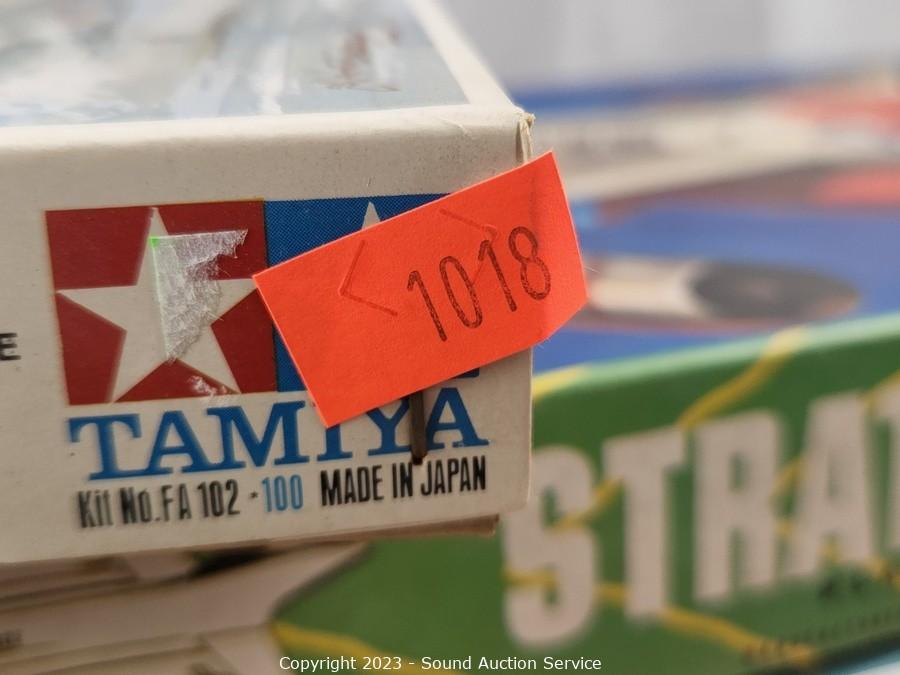 1018
E
TAMIYA
Kit No.FA 102 •100 MADE IN JAPAN
STRA
Copyright 2023 - Sound Auction Service